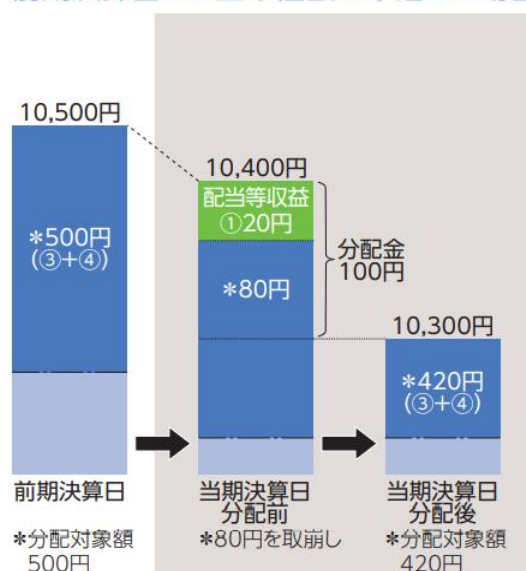 10,500円
*500円
(③+④)
10,400円
配当等収益
①20円
*80円
分配金
100円
10,300円
*420円
(③+④)
前期決算日
当期決算日
分配前
当期決算日
分配後
*分配対象額
500円
*80円を取崩し
*分配対象額
420円